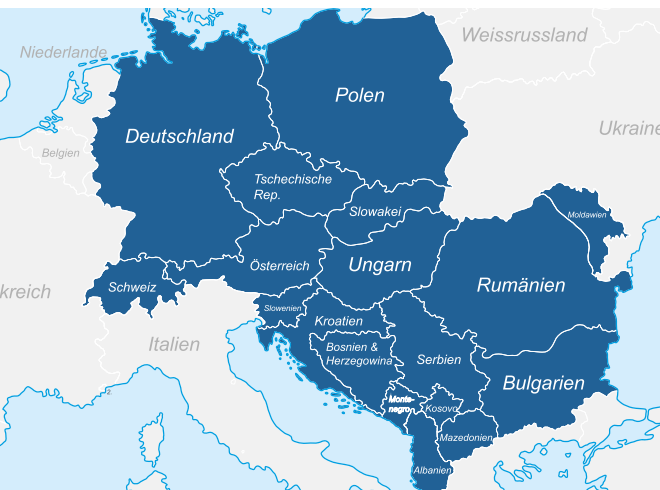 Niederlande
Weissrussland
Polen
Ukraine
Deutschland
Belgien
Tschechische
Rep.
Slowakei
Moldawien
Österreich
Ungarn
Schweiz
Rumänien
kreich
Slowenien
Kroatien
Italien
Bosnien &
Herzegowina
Serbien
Bulgarien
Monte-
negro
Kosovo
Mazedonien
Albanien